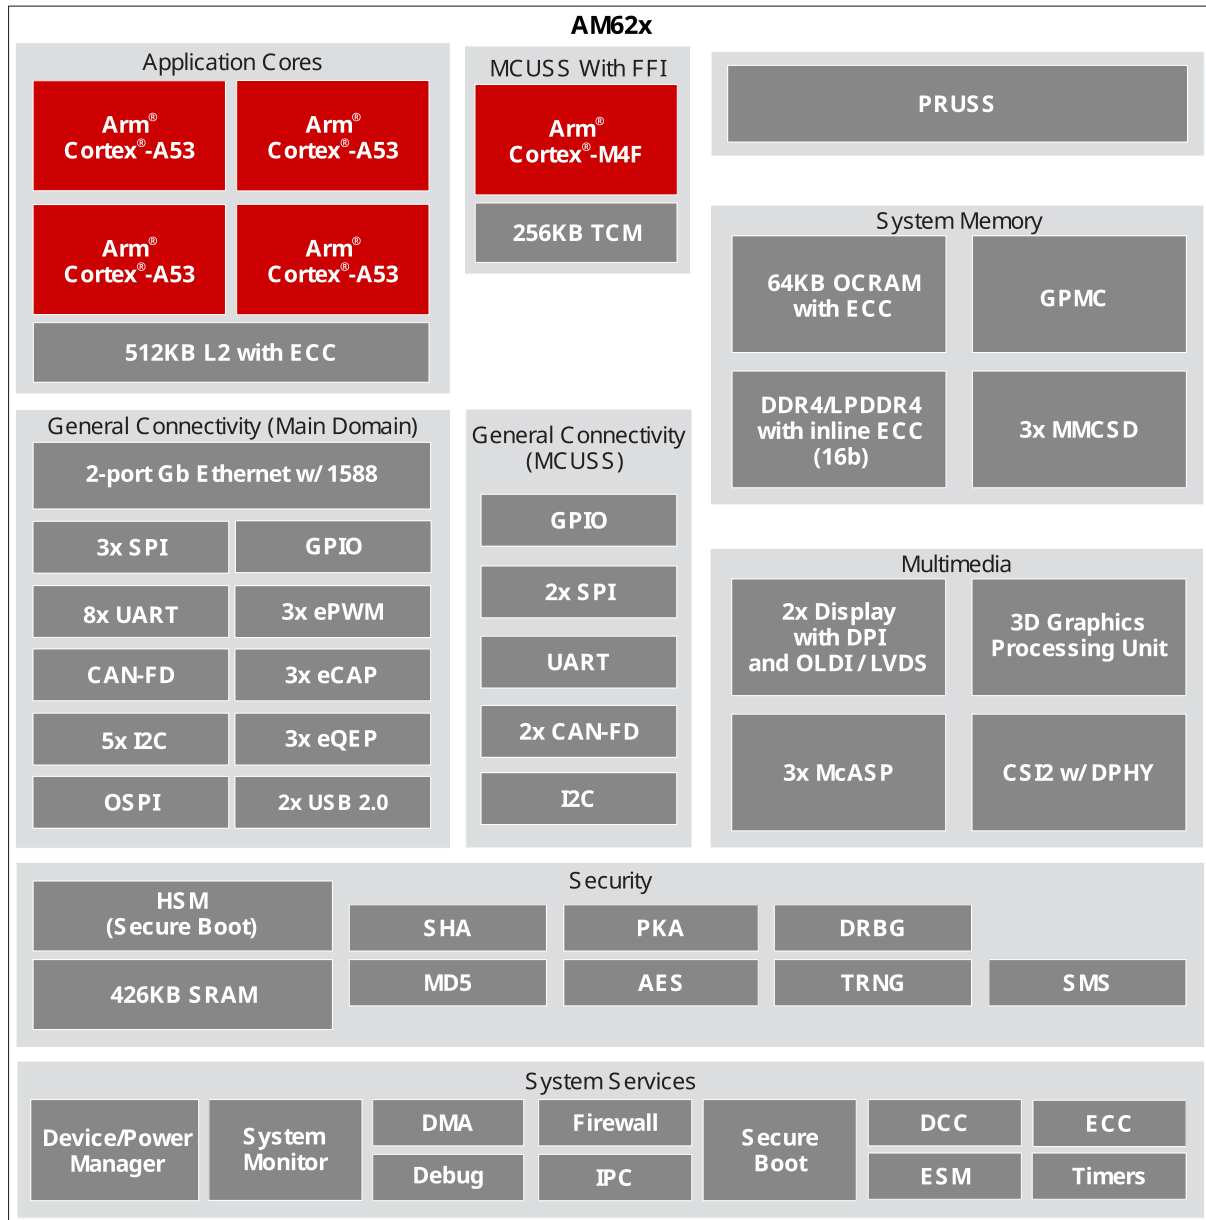 AM62x
Application Cores
Arm®
Cortex®-A53
Arm®
Cortex®-A53
Arm®
Cortex®-A53
Arm®
Cortex®-A53
512KB L2 with ECC
MCUSS With FFI
Arm®
Cortex®-M4F
256KB TCM
PRUSS
System Memory
64KB OCRAM
with ECC
GPMC
DDR4/LPDDR4
with inline ECC
(16b)
3x MMCSD
General Connectivity (Main Domain)
2-port Gb Ethernet w/ 1588
3x SPI
GPIO
8x UART
3x ePWM
CAN-FD
3x eCAP
5x I2C
3x eQEP
OSPI
2x USB 2.0
General Connectivity
(MCUSS)
GPIO
2x SPI
UART
2x CAN-FD
I2C
Multimedia
2x Display
with DPI
and OLDI / LVDS
3D Graphics
Processing Unit
3x McASP
CSI2 w/ DPHY
Security
HSM
(Secure Boot)
426KB SRAM
SHA
PKA
DRBG
MD5
AES
TRNG
SMS
System Services
Device/Power
Manager
System
Monitor
DMA
Debug
Firewall
IPC
Secure
Boot
DCC
ESM
ECC
Timers